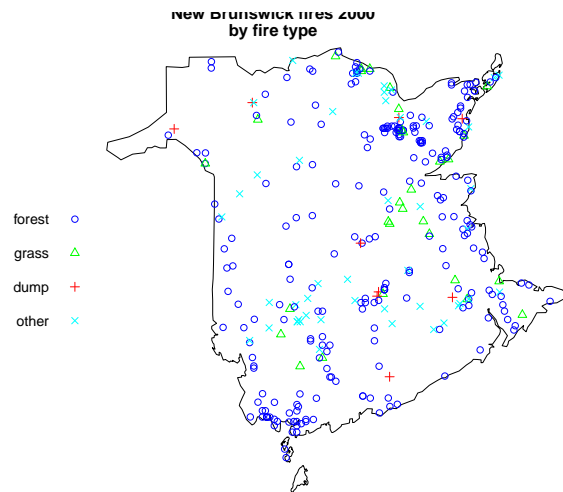 New Brunswick fires 2000
by fire type
forest
grass
dump
other